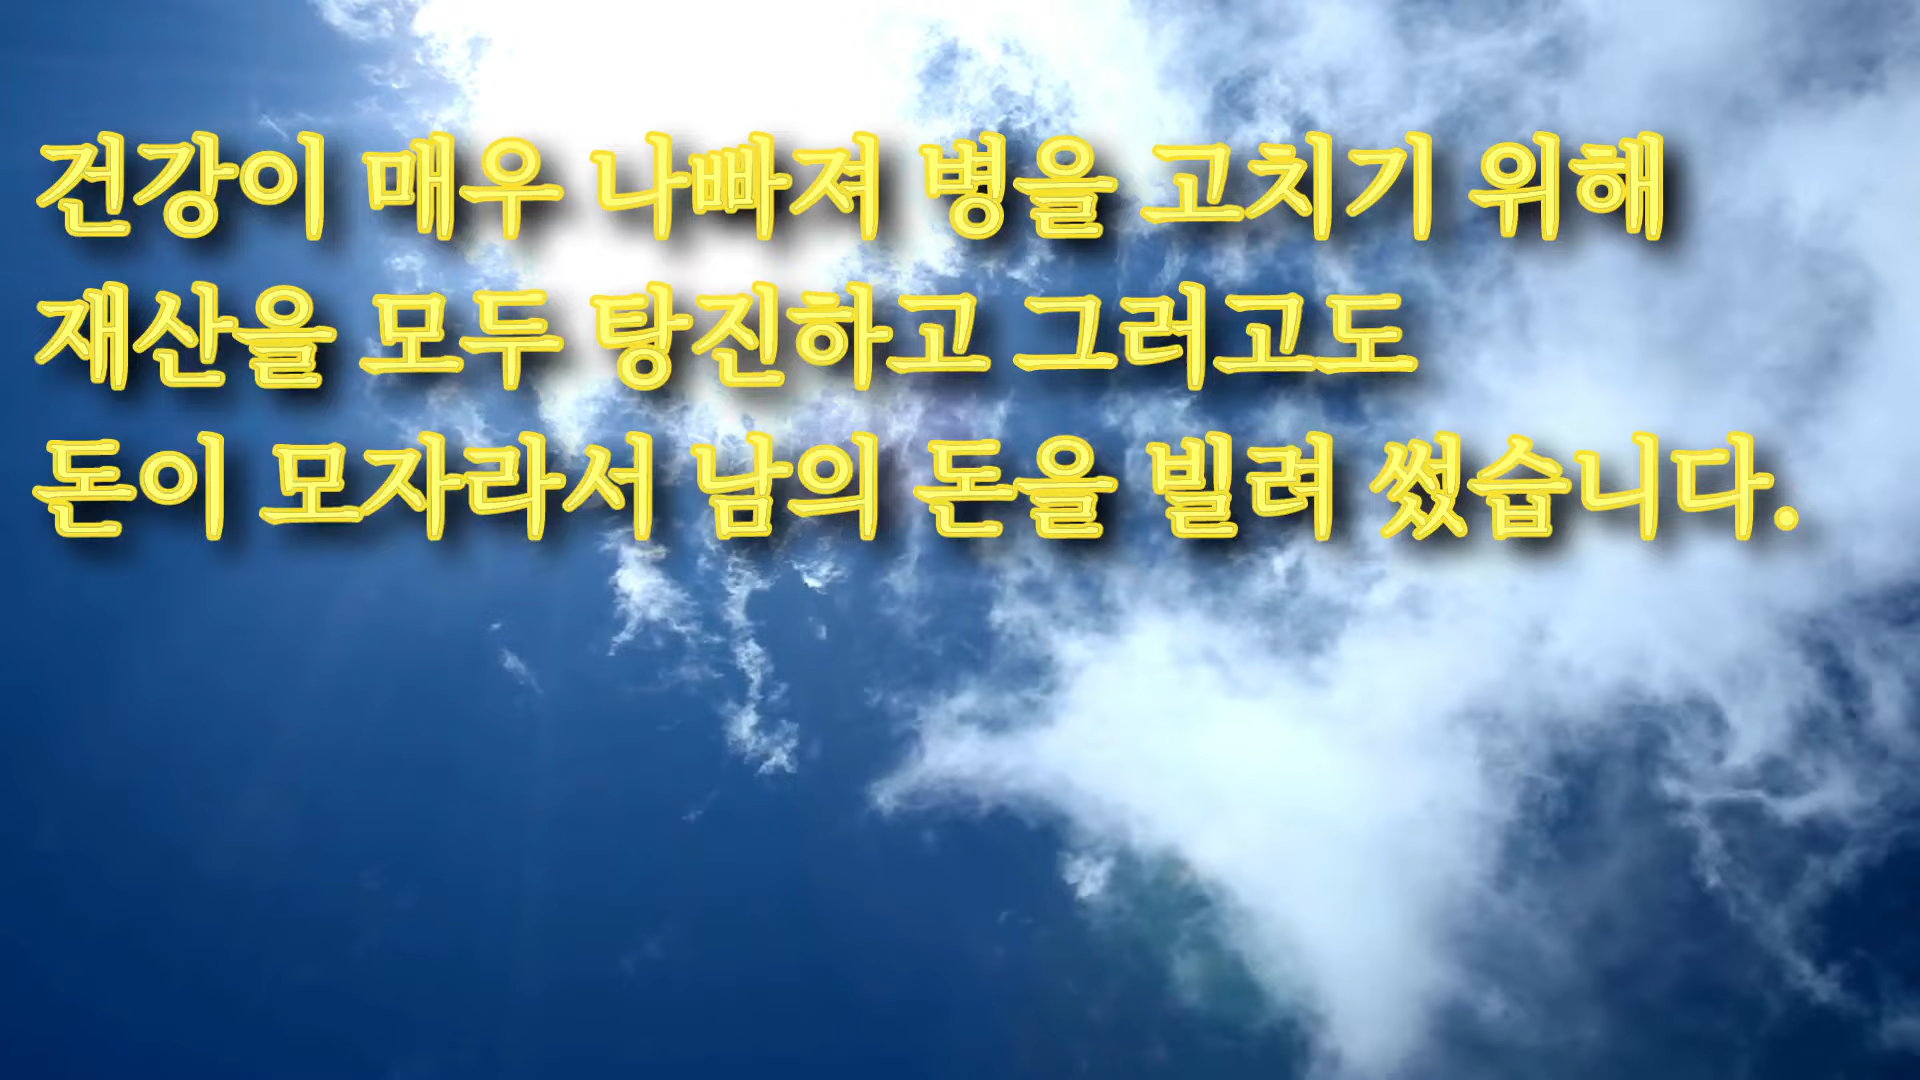 건강이 매우 나빠져 병을 고치기 위해
재산을 모두 탕진하고 그러고도
돈이 모자라서 남의 돈을 빌려 썼습니다.